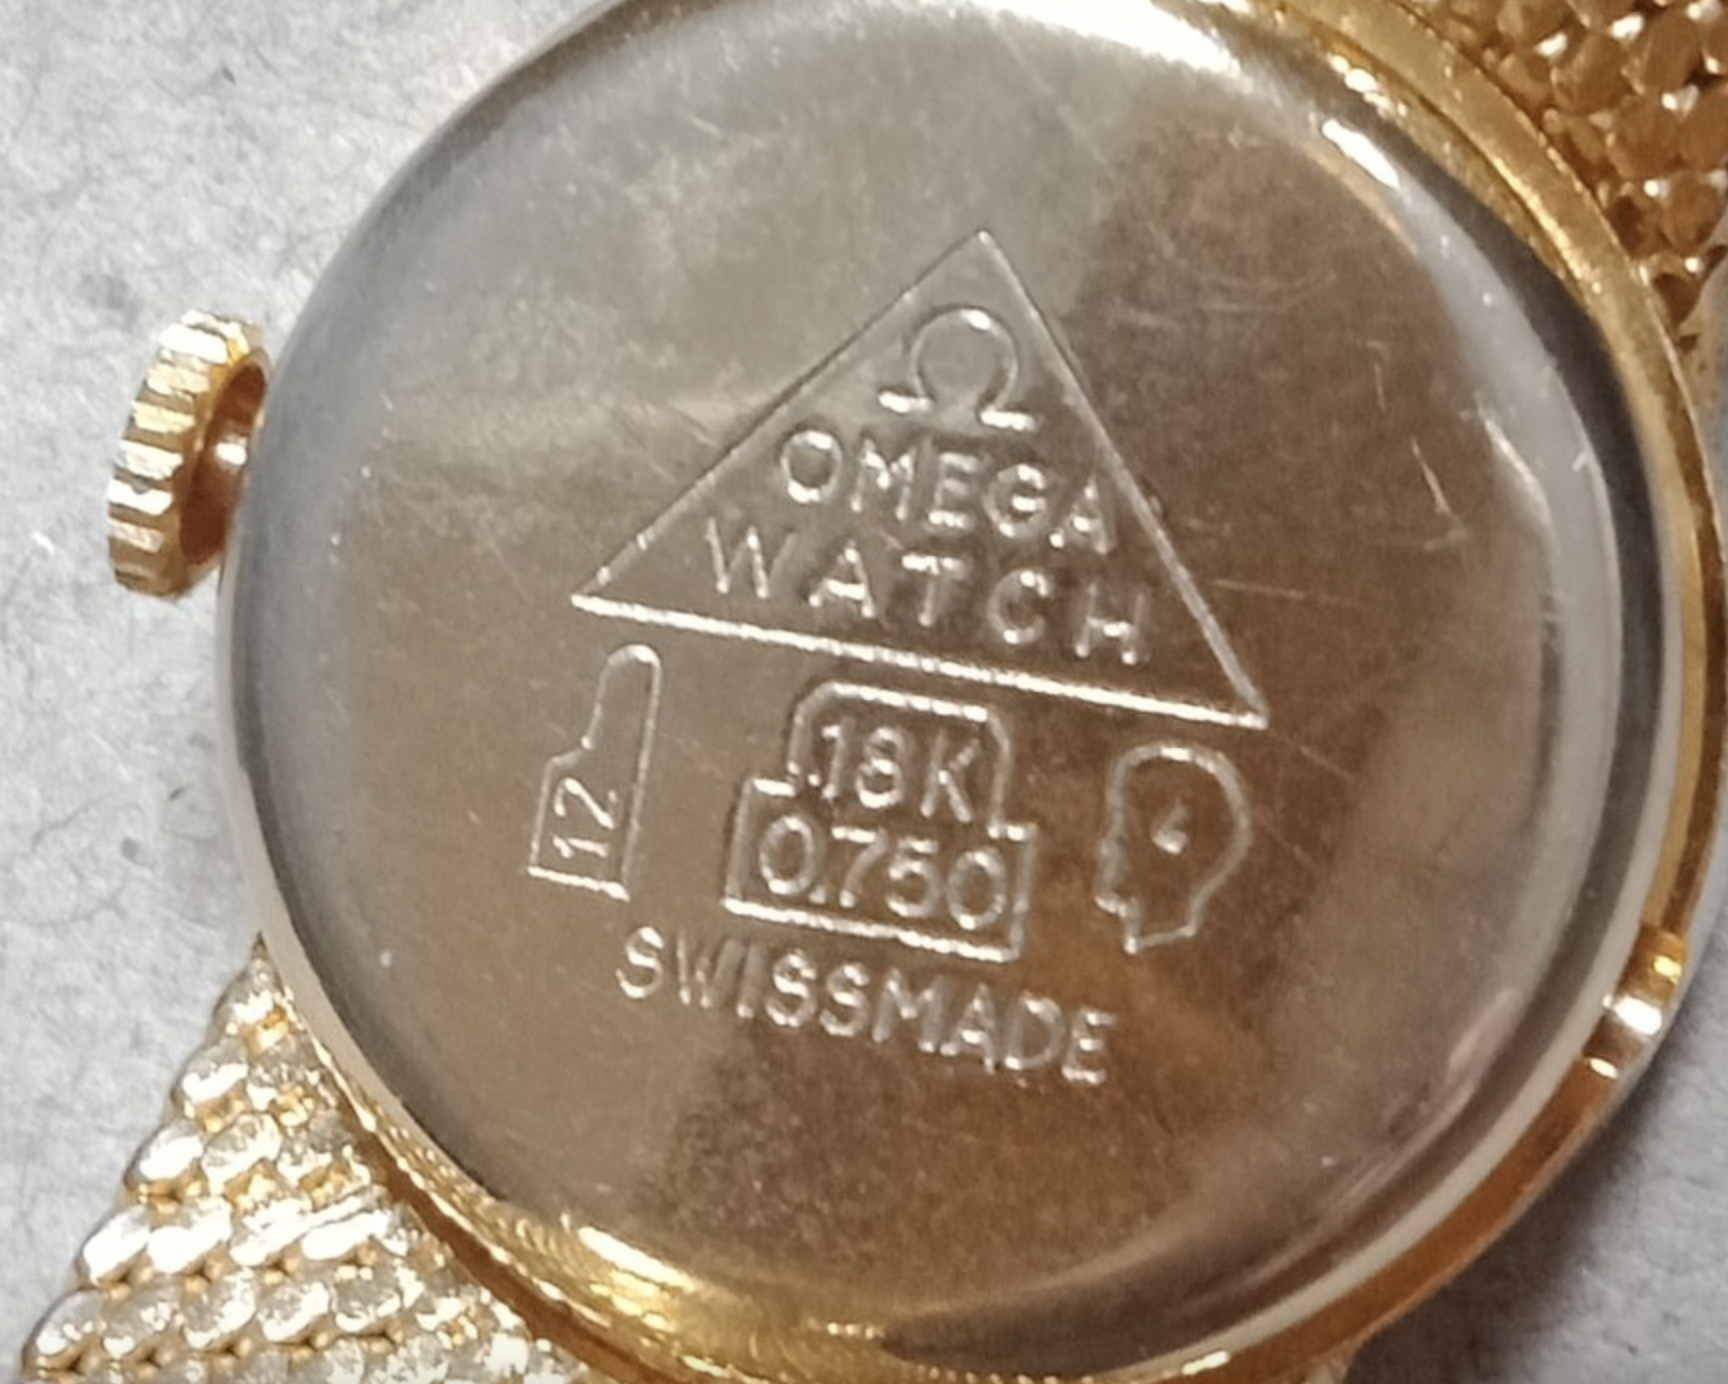 Ω
OMEGA
WATCH
12
18K
0.750
SWISSMADE